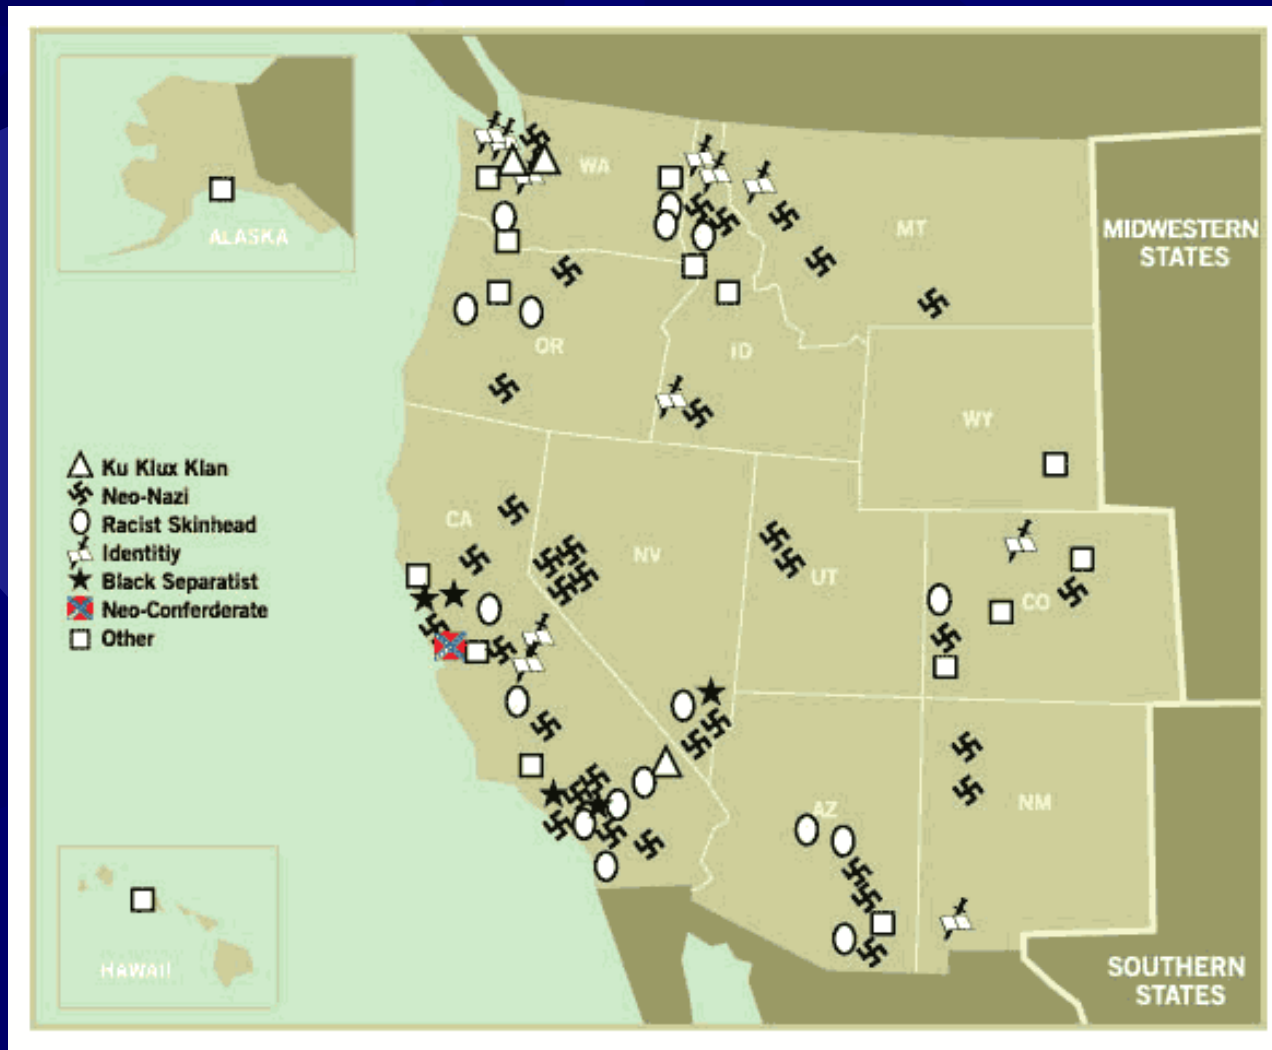 ALASKA
WA
MT
MIDWESTERN
STATES
OR
ID
WY
Ku Klux Klan
Neo-Nazi
Racist Skinhead
Identitiy
Black Separatist
Neo-Conferderate
Other
CA
NV
UT
CO
AZ
NM
HAWAII
SOUTHERN
STATES